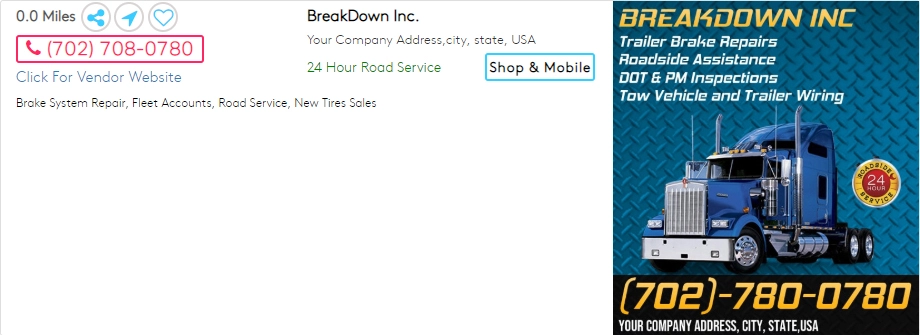 0.0 Miles
(702) 708-0780
Click For Vendor Website
Brake System Repair, Fleet Accounts, Road Service, New Tires Sales
BreakDown Inc.
Your Company Address,city, state, USA
24 Hour Road Service
Shop & Mobile
BREAKDOWN INC
Trailer Brake Repairs
Roadside Assistance
DOT & PM Inspections
Tow Vehicle and Trailer Wiring
ROADSIDE
24
HOUR
SERVICE
(702)-780-0780
YOUR COMPANY ADDRESS, CITY, STATE,USA